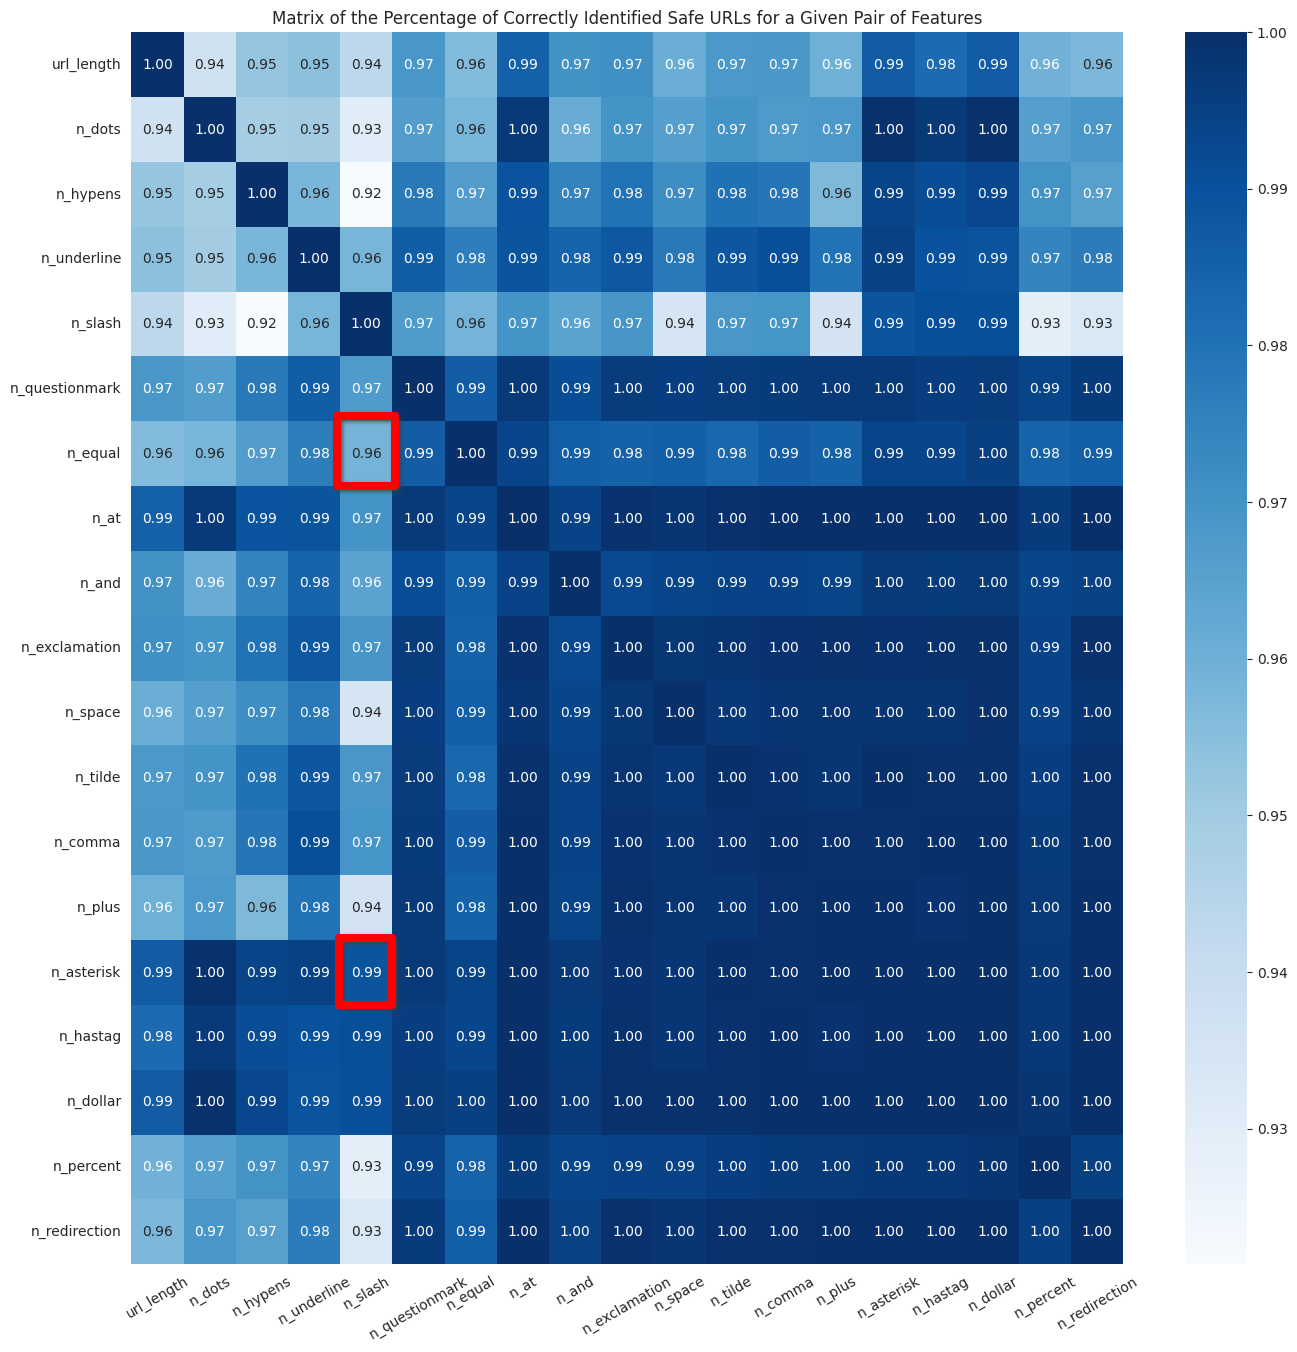 Matrix of the Percentage of Correctly Identified Safe URLs for a Given Pair of Features
url_length 1.00 0.94 0.95 0.95 0.94 0.97 0.96 0.99 0.97 0.97 0.96 0.97 0.97 0.96 0.99 0.98 0.99 0.96 0.96
n_dots 0.94 1.00 0.95 0.95 0.93 0.97 0.96 1.00 0.96 0.97 0.97 0.97 0.97 0.97 1.00 1.00 1.00 0.97 0.97
n_hypens 0.95 0.95 1.00 0.96 0.92 0.98 0.97 0.99 0.97 0.98 0.97 0.98 0.98 0.96 0.99 0.99 0.99 0.97 0.97
n_underline 0.95 0.95 0.96 1.00 0.96 0.99 0.98 0.99 0.98 0.99 0.98 0.99 0.99 0.98 0.99 0.99 0.99 0.97 0.98
n_slash 0.94 0.93 0.92 0.96 1.00 0.97 0.96 0.97 0.96 0.97 0.94 0.97 0.97 0.94 0.99 0.99 0.99 0.93 0.93
n_questionmark 0.97 0.97 0.98 0.99 0.97 1.00 0.99 1.00 0.99 1.00 1.00 1.00 1.00 1.00 1.00 1.00 1.00 0.99 1.00
n_equal 0.96 0.96 0.97 0.98 0.96 0.99 1.00 0.99 0.99 0.98 0.99 0.98 0.99 0.98 0.99 0.99 1.00 0.98 0.99
n_at 0.99 1.00 0.99 0.99 0.97 1.00 0.99 1.00 0.99 1.00 1.00 1.00 1.00 1.00 1.00 1.00 1.00 1.00 1.00
n_and 0.97 0.96 0.97 0.98 0.96 0.99 0.99 0.99 1.00 0.99 0.99 0.99 0.99 0.99 1.00 1.00 1.00 0.99 1.00
n_exclamation 0.97 0.97 0.98 0.99 0.97 1.00 0.98 1.00 0.99 1.00 1.00 1.00 1.00 1.00 1.00 1.00 1.00 0.99 1.00
n_space 0.96 0.97 0.97 0.98 0.94 1.00 0.99 1.00 0.99 1.00 1.00 1.00 1.00 1.00 1.00 1.00 1.00 0.99 1.00
n_tilde 0.97 0.97 0.98 0.99 0.97 1.00 0.98 1.00 0.99 1.00 1.00 1.00 1.00 1.00 1.00 1.00 1.00 1.00 1.00
n_comma 0.97 0.97 0.98 0.99 0.97 1.00 0.99 1.00 0.99 1.00 1.00 1.00 1.00 1.00 1.00 1.00 1.00 1.00 1.00
n_plus 0.96 0.97 0.96 0.98 0.94 1.00 0.98 1.00 0.99 1.00 1.00 1.00 1.00 1.00 1.00 1.00 1.00 1.00 1.00
n_asterisk 0.99 1.00 0.99 0.99 0.99 1.00 0.99 1.00 1.00 1.00 1.00 1.00 1.00 1.00 1.00 1.00 1.00 1.00 1.00
n_hastag 0.98 1.00 0.99 0.99 0.99 1.00 0.99 1.00 1.00 1.00 1.00 1.00 1.00 1.00 1.00 1.00 1.00 1.00 1.00
n_dollar 0.99 1.00 0.99 0.99 0.99 1.00 1.00 1.00 1.00 1.00 1.00 1.00 1.00 1.00 1.00 1.00 1.00 1.00 1.00
n_percent 0.96 0.97 0.97 0.97 0.93 0.99 0.98 1.00 0.99 0.99 0.99 1.00 1.00 1.00 1.00 1.00 1.00 1.00 1.00
n_redirection 0.96 0.97 0.97 0.98 0.93 1.00 0.99 1.00 1.00 1.00 1.00 1.00 1.00 1.00 1.00 1.00 1.00 1.00 1.00
url_length n_dots n_hypens n_underline n_slash n_questionmark n_equal n_at n_and n_exclamation n_space n_tilde n_comma n_plus n_asterisk n_hastag n_dollar n_percent n_redirection
1.00
0.99
0.98
0.97
0.96
0.95
0.94
0.93